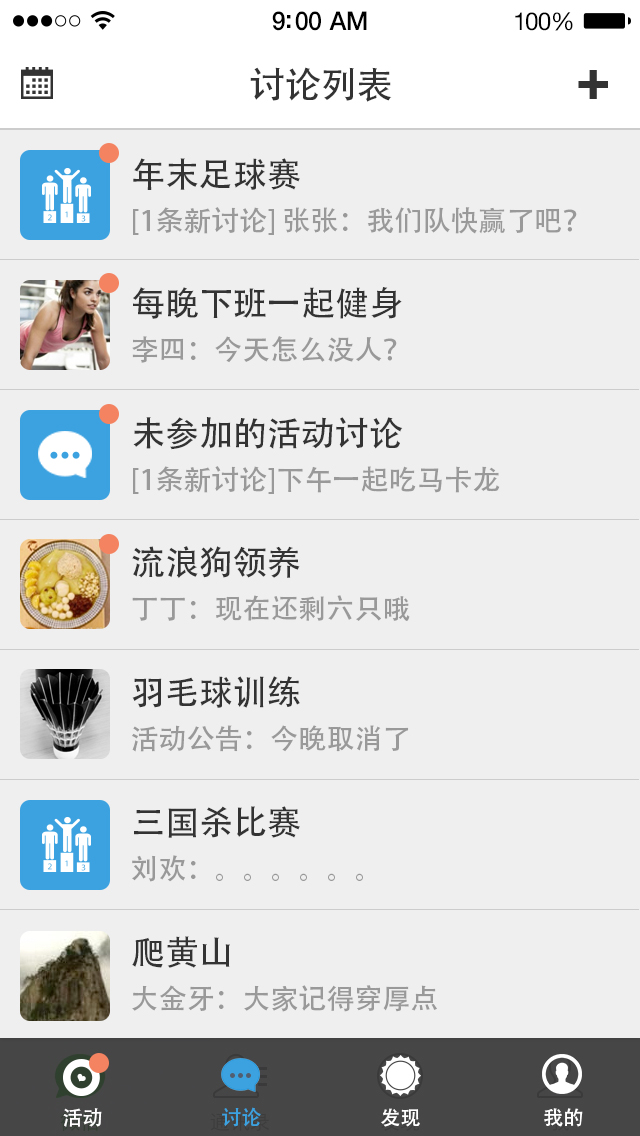 9:00 AM 100%
讨论列表
年末足球赛
[1条新讨论] 张张：我们队快赢了吧？
每晚下班一起健身
李四：今天怎么没人？
未参加的活动讨论
[1条新讨论]下午一起吃马卡龙
流浪狗领养
丁丁：现在还剩六只哦
羽毛球训练
活动公告：今晚取消了
三国杀比赛
刘欢：。。。。。。
爬黄山
大金牙：大家记得穿厚点
活动 讨论 发现 我的